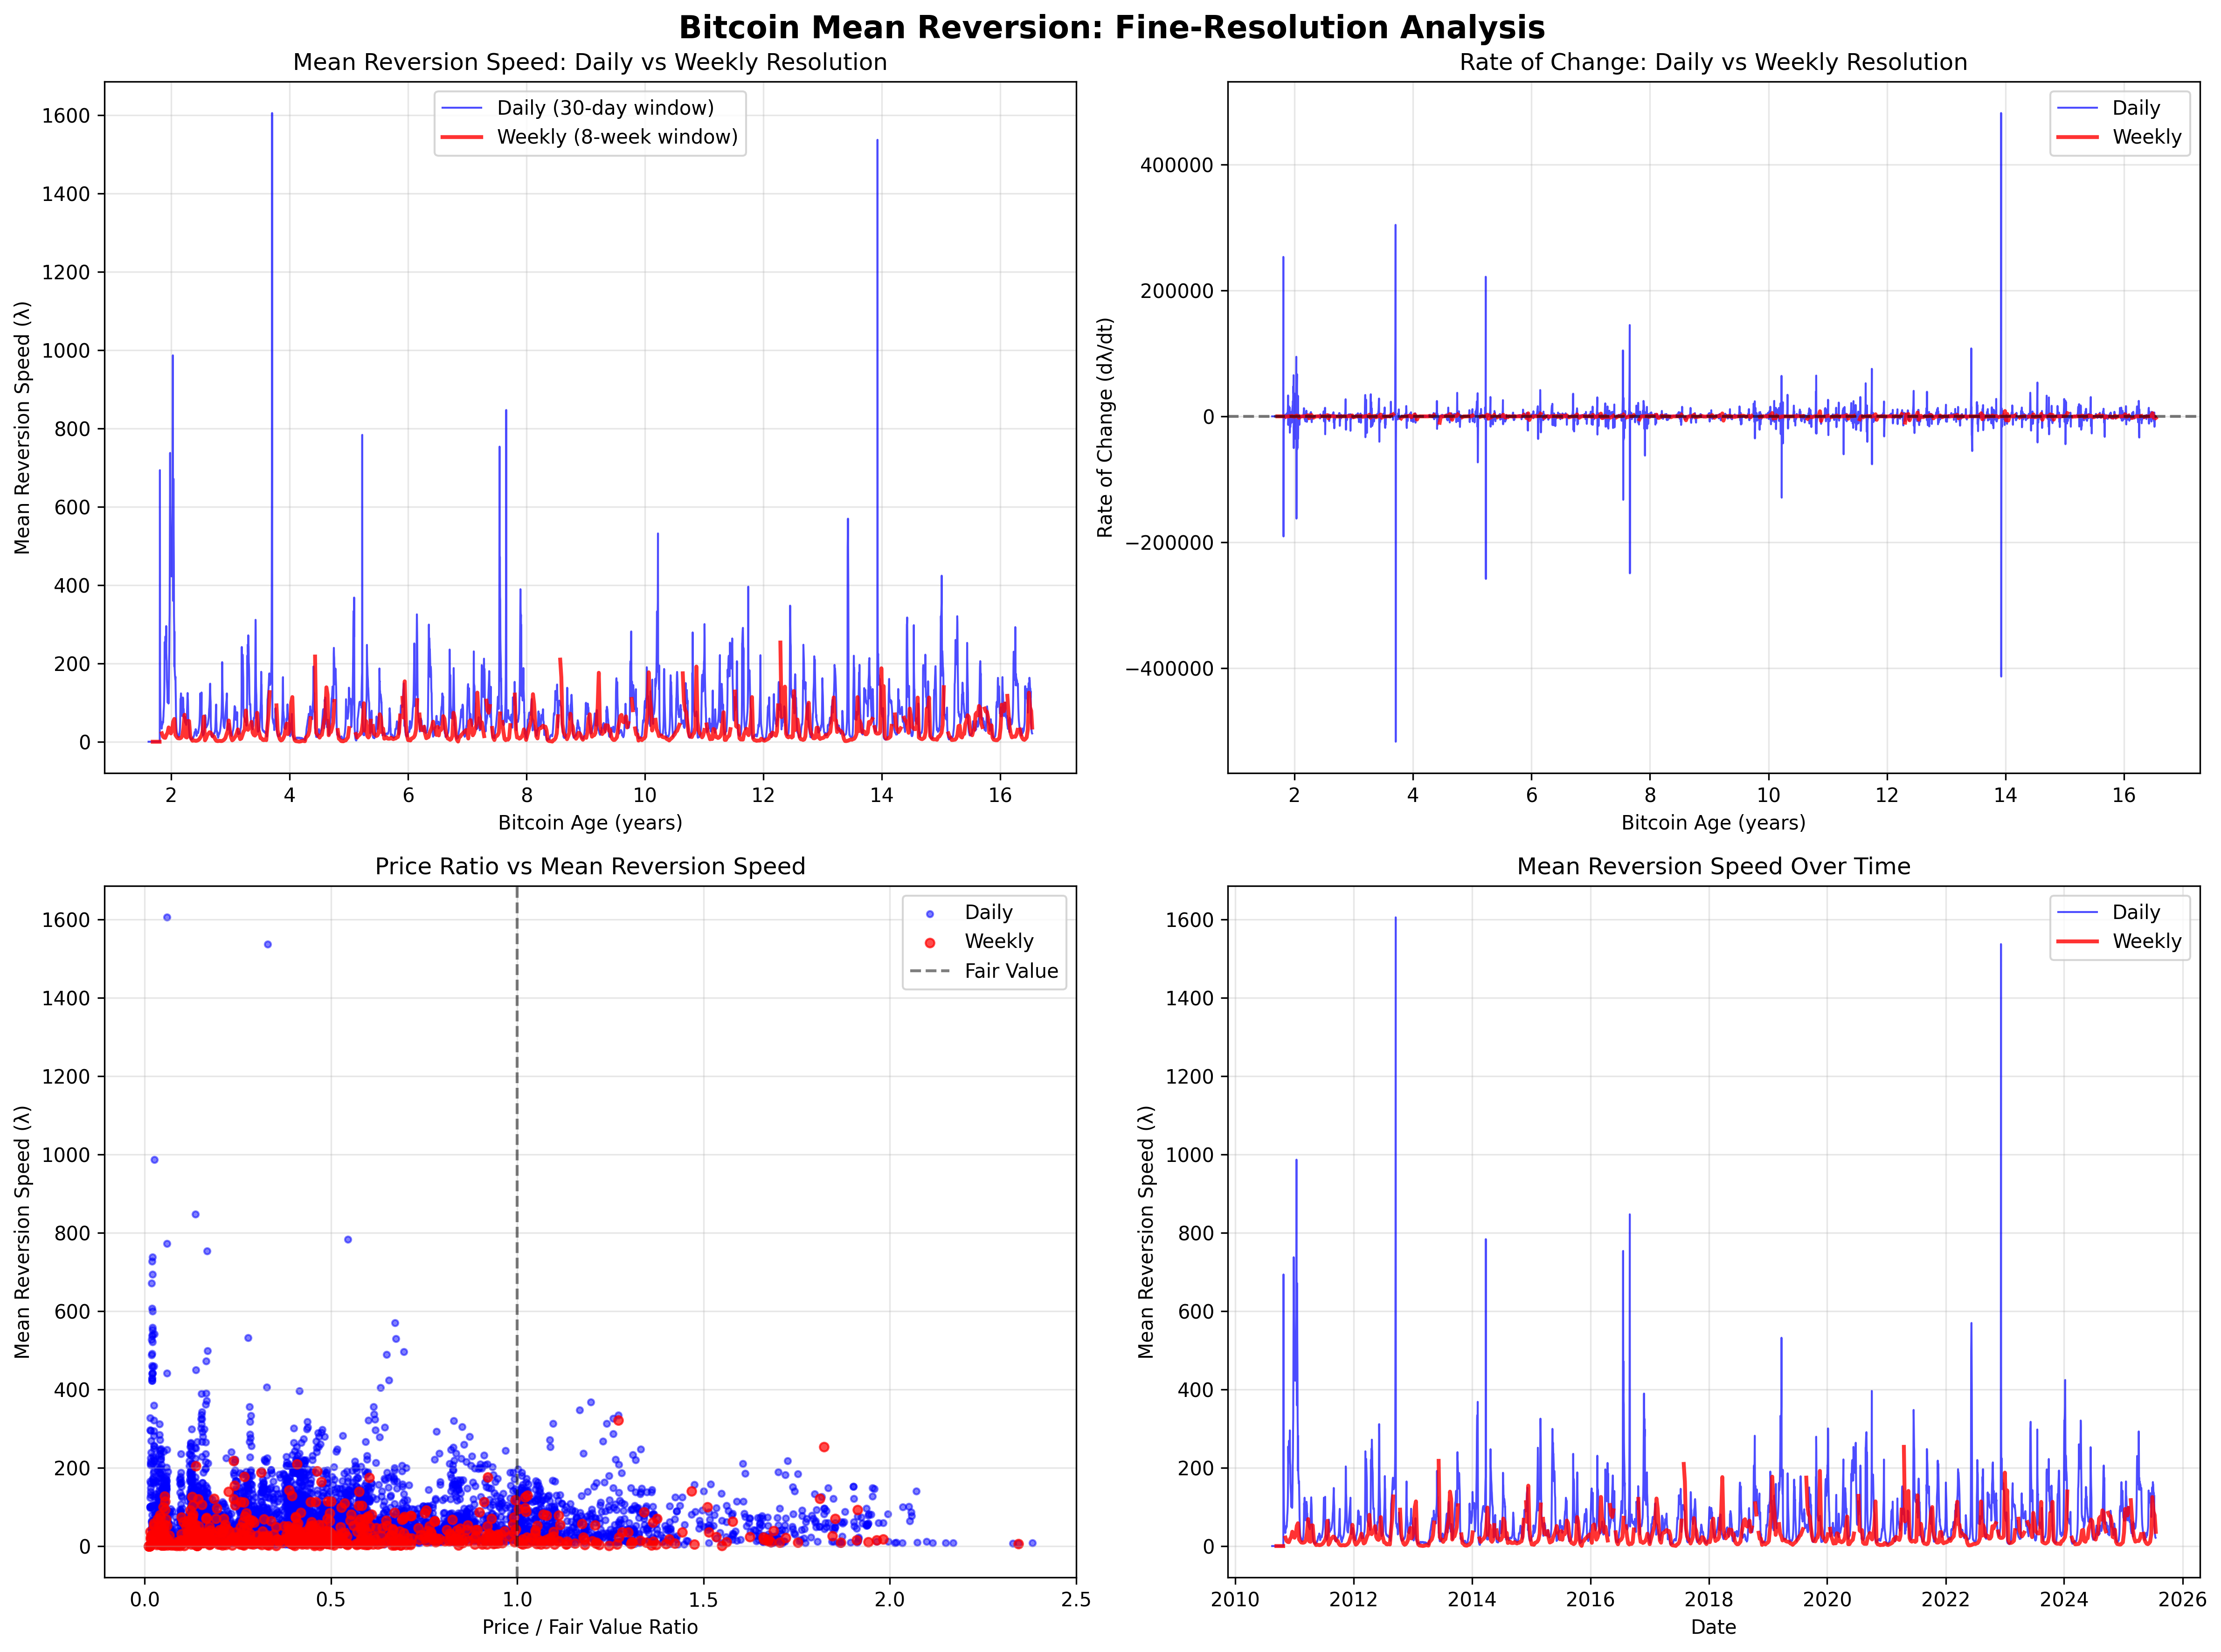 Bitcoin Mean Reversion: Fine-Resolution Analysis
Mean Reversion Speed: Daily vs Weekly Resolution
Mean Reversion Speed (λ)
1600
1400
1200
1000
800
600
400
200
0
Daily (30-day window)
Weekly (8-week window)
2 4 6 8 10 12 14 16
Bitcoin Age (years)
Rate of Change: Daily vs Weekly Resolution
Rate of Change (dλ/dt)
400000
200000
0
−200000
−400000
Daily
Weekly
2 4 6 8 10 12 14 16
Bitcoin Age (years)
Price Ratio vs Mean Reversion Speed
Mean Reversion Speed (λ)
1600
1400
1200
1000
800
600
400
200
0
Daily
Weekly
Fair Value
0.0 0.5 1.0 1.5 2.0 2.5
Price / Fair Value Ratio
Mean Reversion Speed Over Time
Mean Reversion Speed (λ)
1600
1400
1200
1000
800
600
400
200
0
Daily
Weekly
2010 2012 2014 2016 2018 2020 2022 2024 2026
Date